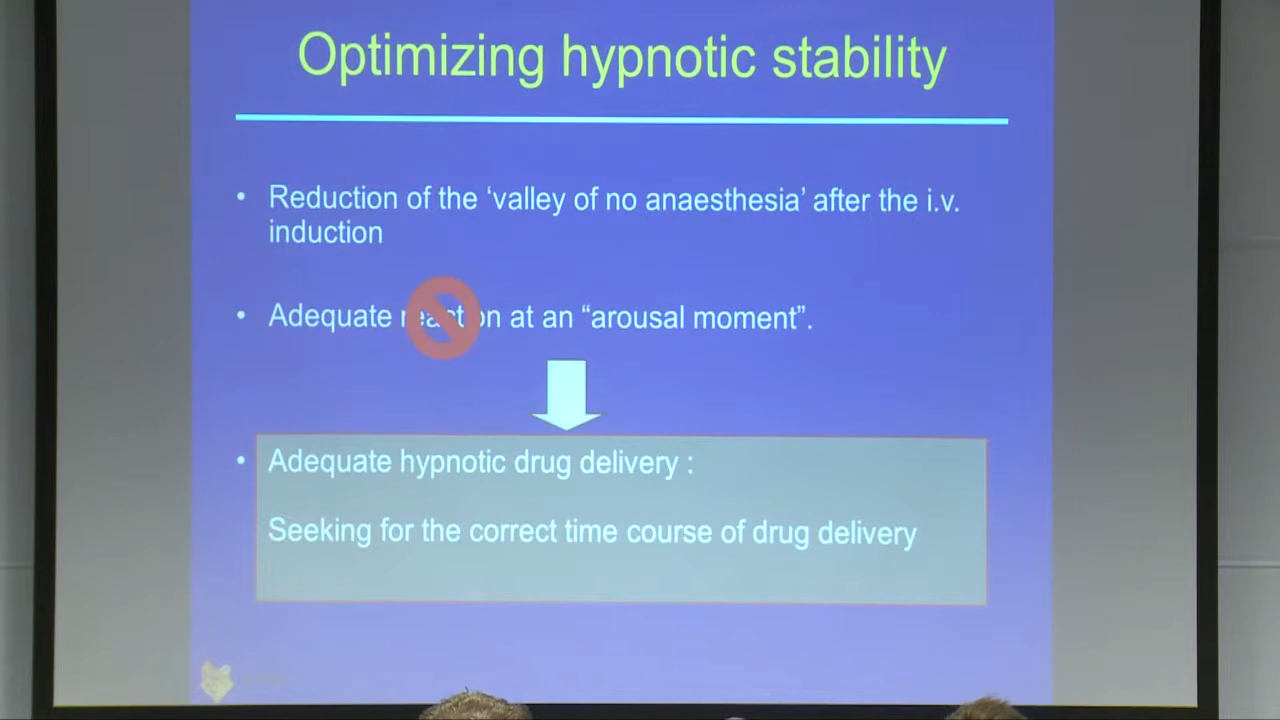 Optimizing hypnotic stability
• Reduction of the ‘valley of no anaesthesia’ after the i.v.
induction
• Adequate reaction at an “arousal moment”.
• Adequate hypnotic drug delivery :
Seeking for the correct time course of drug delivery